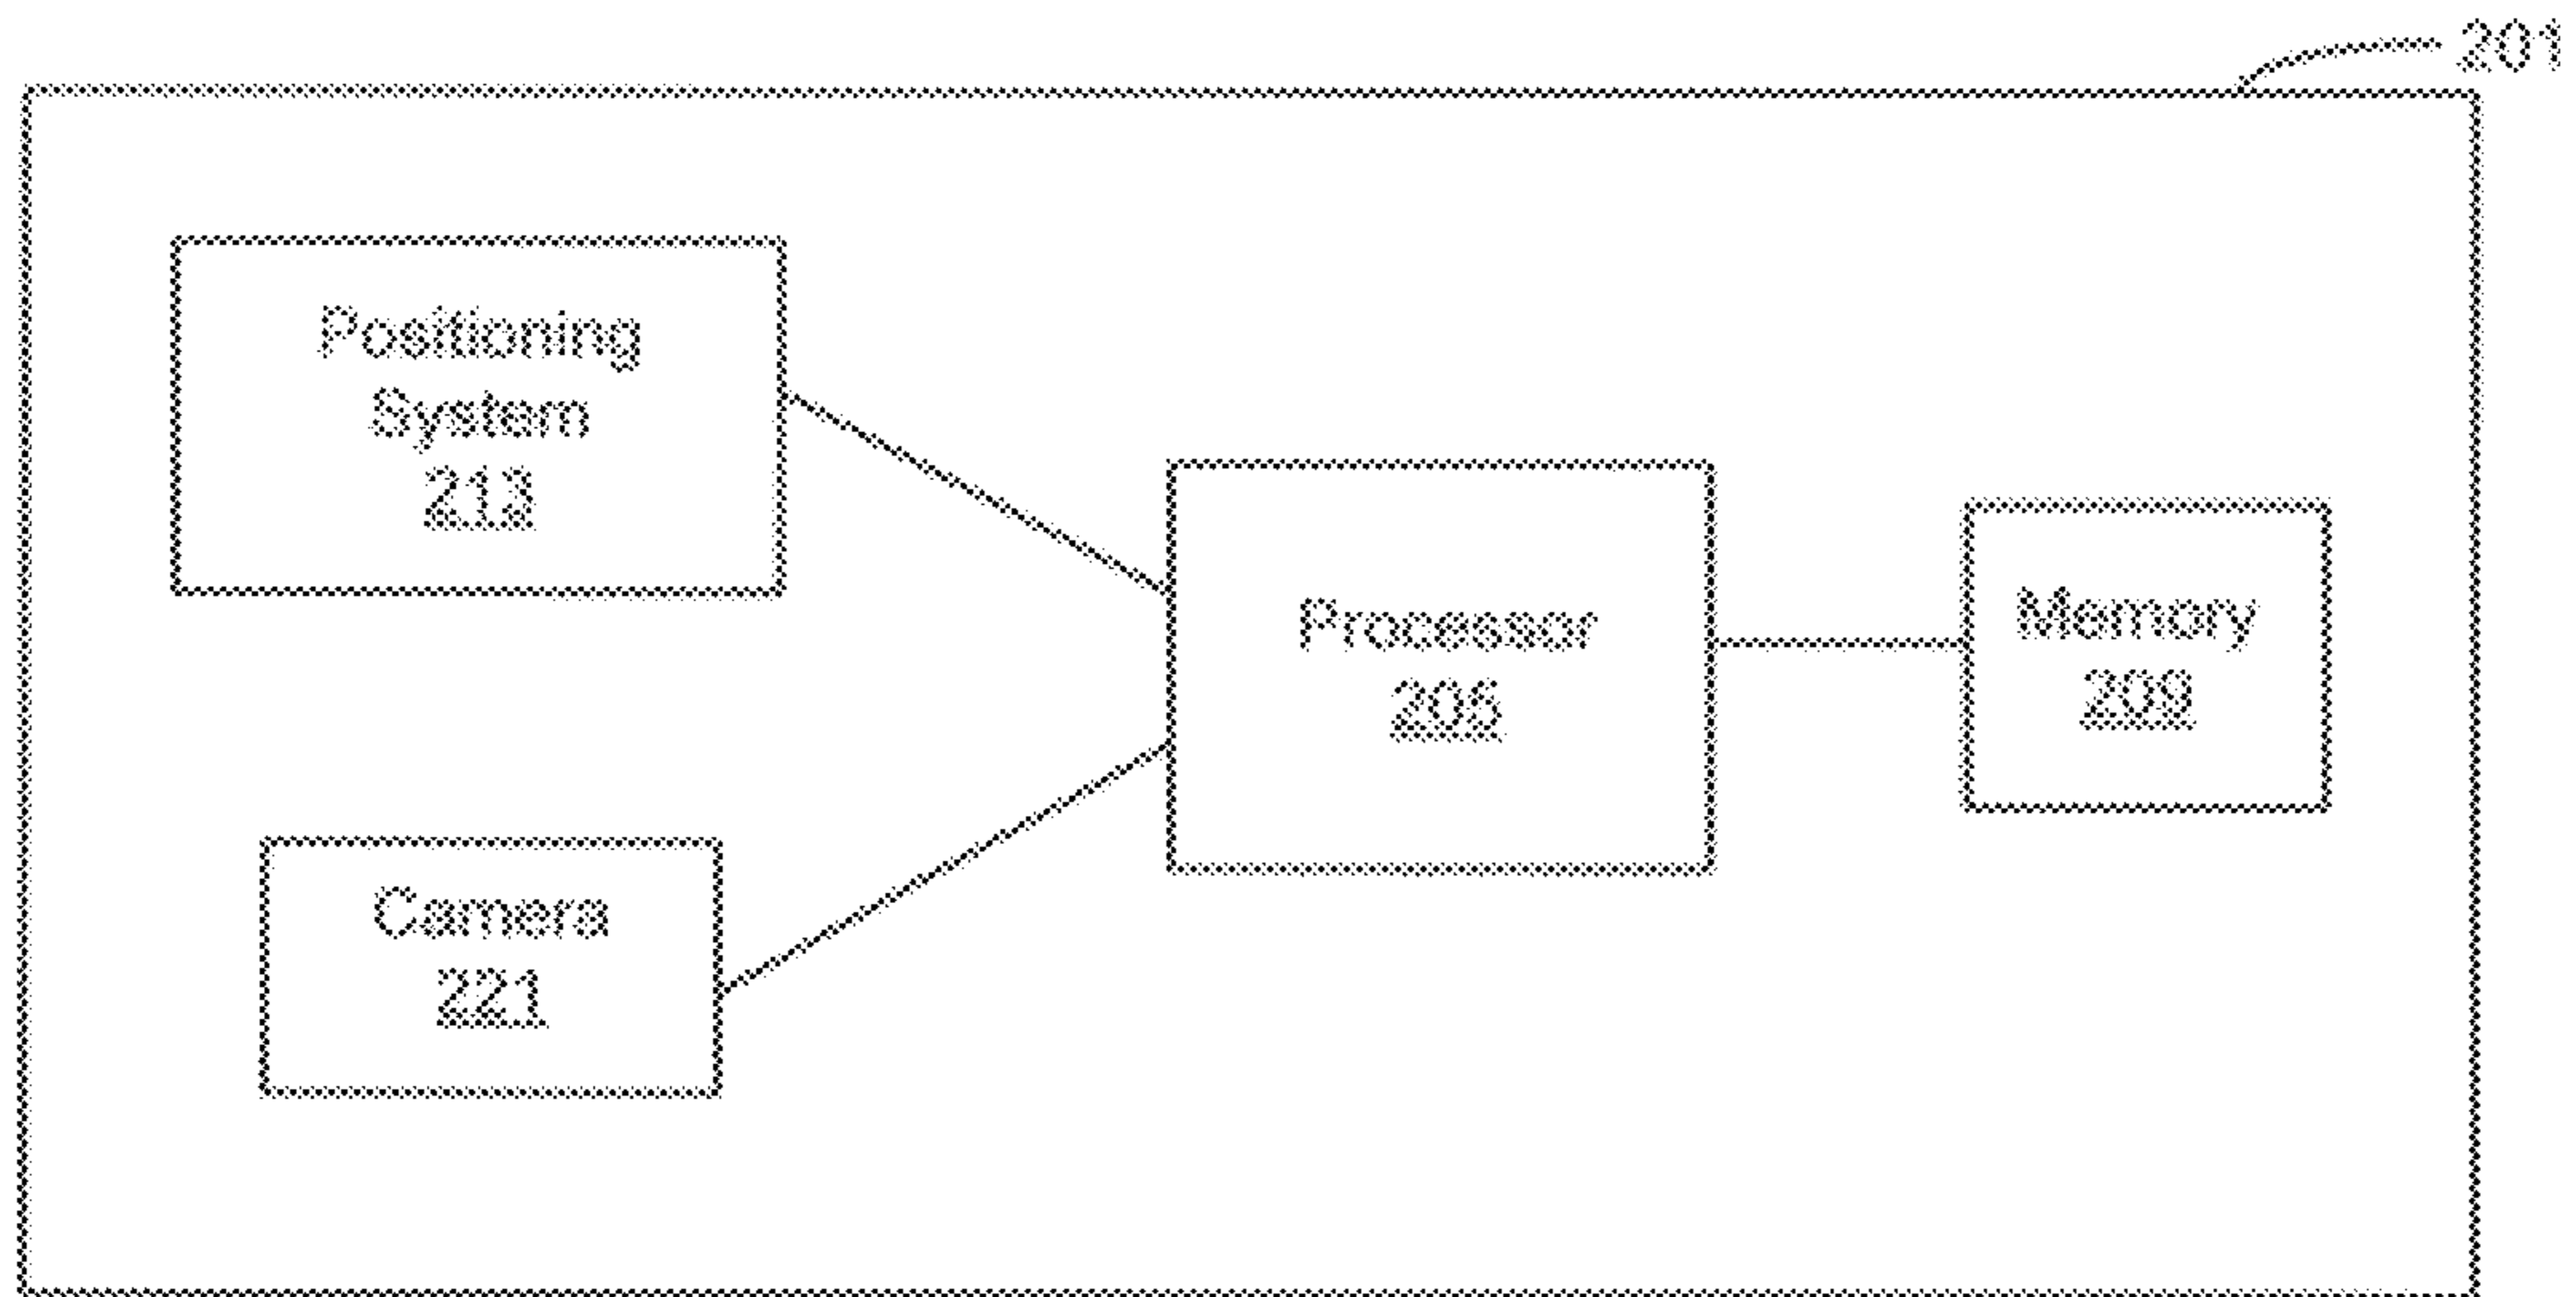 201
Positioning
System
213
Processor
205
Memory
209
Camera
221